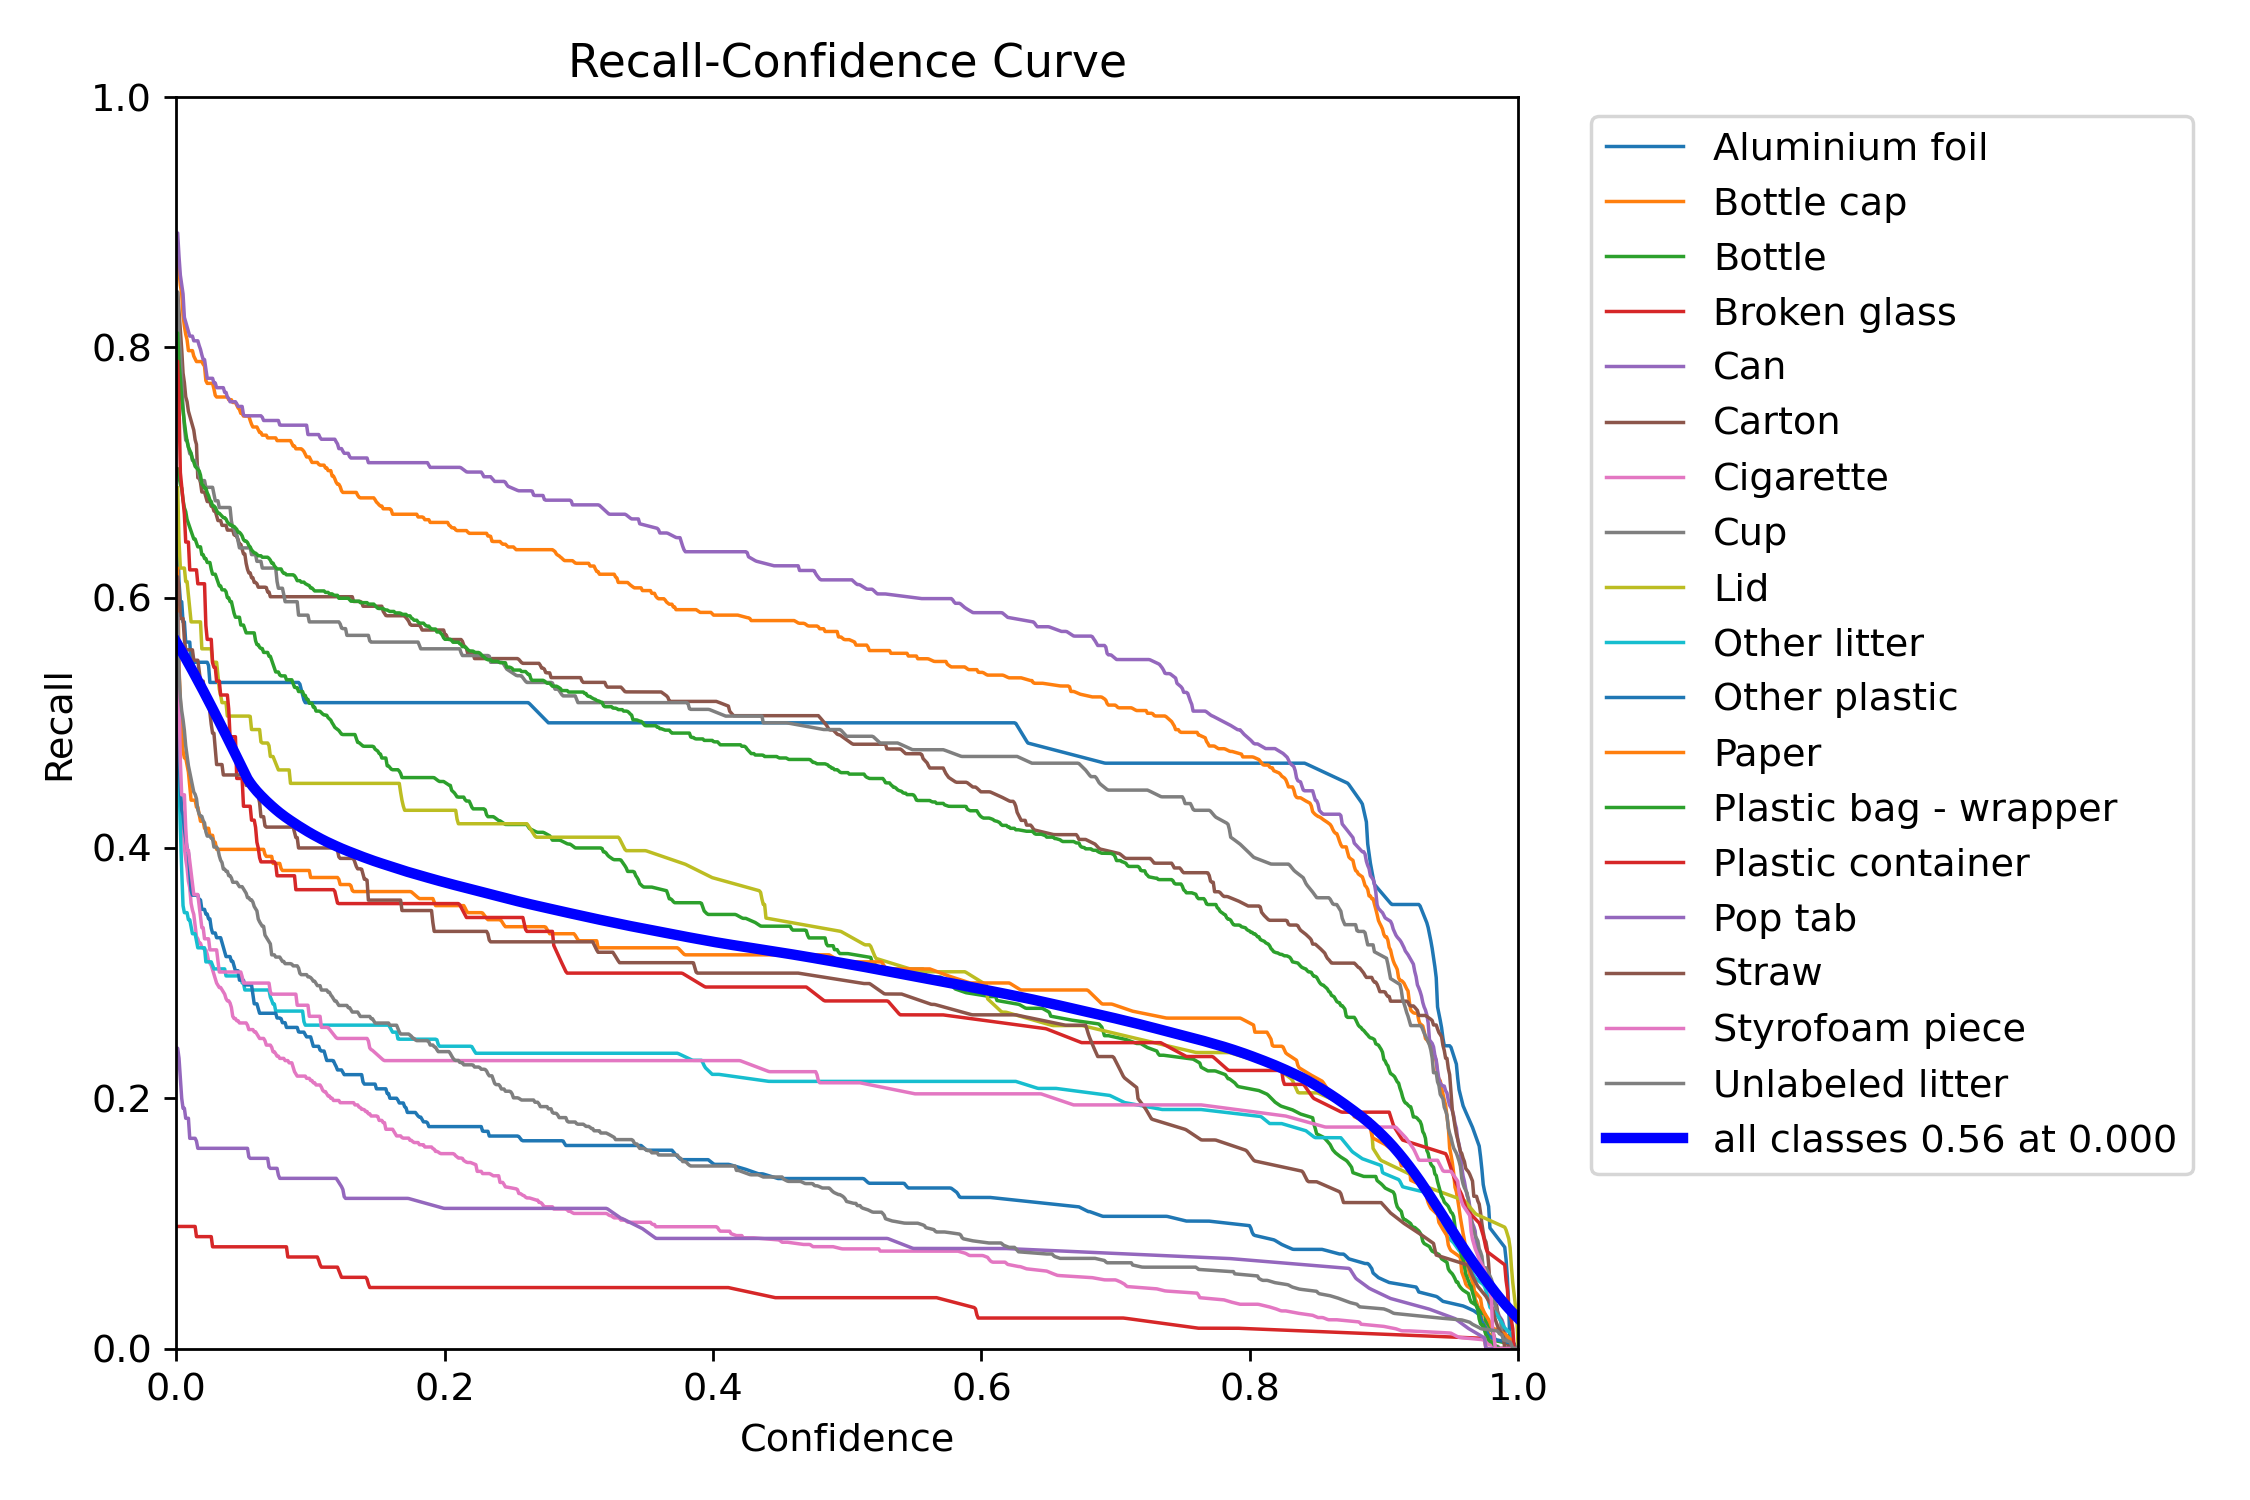 Recall-Confidence Curve
1.0
0.8
0.6
0.4
0.2
0.0
Recall
0.0 0.2 0.4 0.6 0.8 1.0
Confidence
Aluminium foil
Bottle cap
Bottle
Broken glass
Can
Carton
Cigarette
Cup
Lid
Other litter
Other plastic
Paper
Plastic bag - wrapper
Plastic container
Pop tab
Straw
Styrofoam piece
Unlabeled litter
all classes 0.56 at 0.000